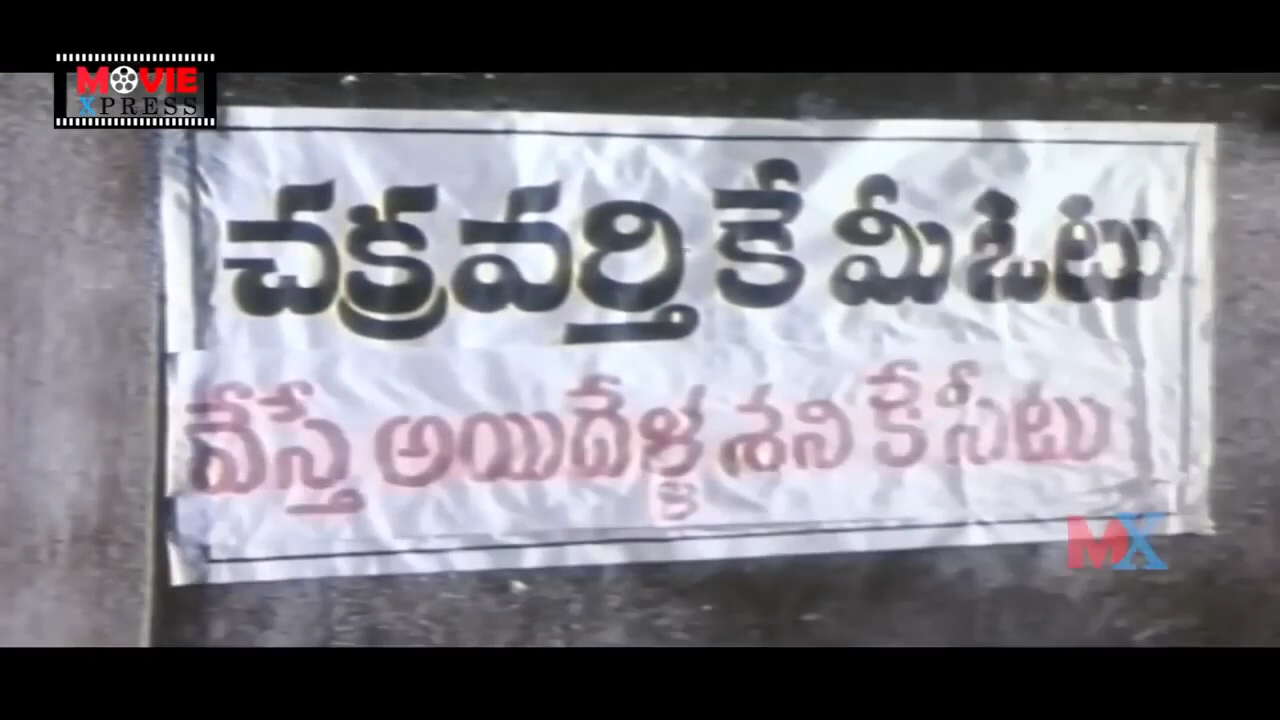 MOVIE
XPRESS
చక్రవర్తి కే మీ ఓటు
వేస్తే అయిదేళ్ళ శని కే సీటు
MX